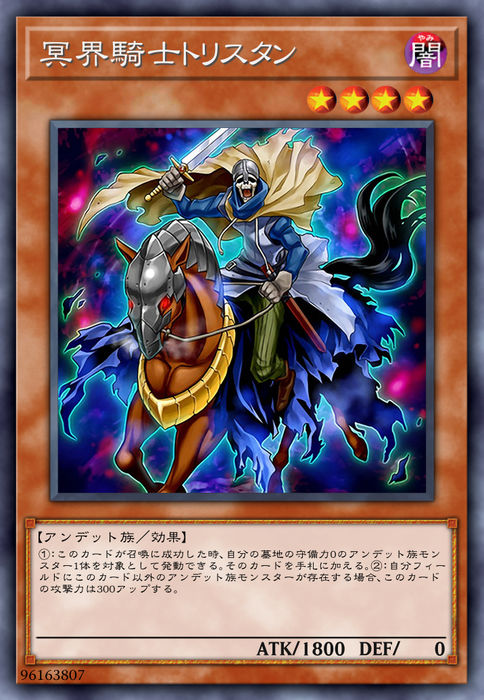 冥界騎士トリスタン
やみ
闇
【アンデット族／効果】
①:このカードが召喚に成功した時、自分の墓地の守備力0のアンデット族モン
スター1体を対象として発動できる。そのカードを手札に加える。②:自分フィー
ルドにこのカード以外のアンデット族モンスターが存在する場合、このカード
の攻撃力は300アップする。
ATK/1800 DEF/ 0
96163807